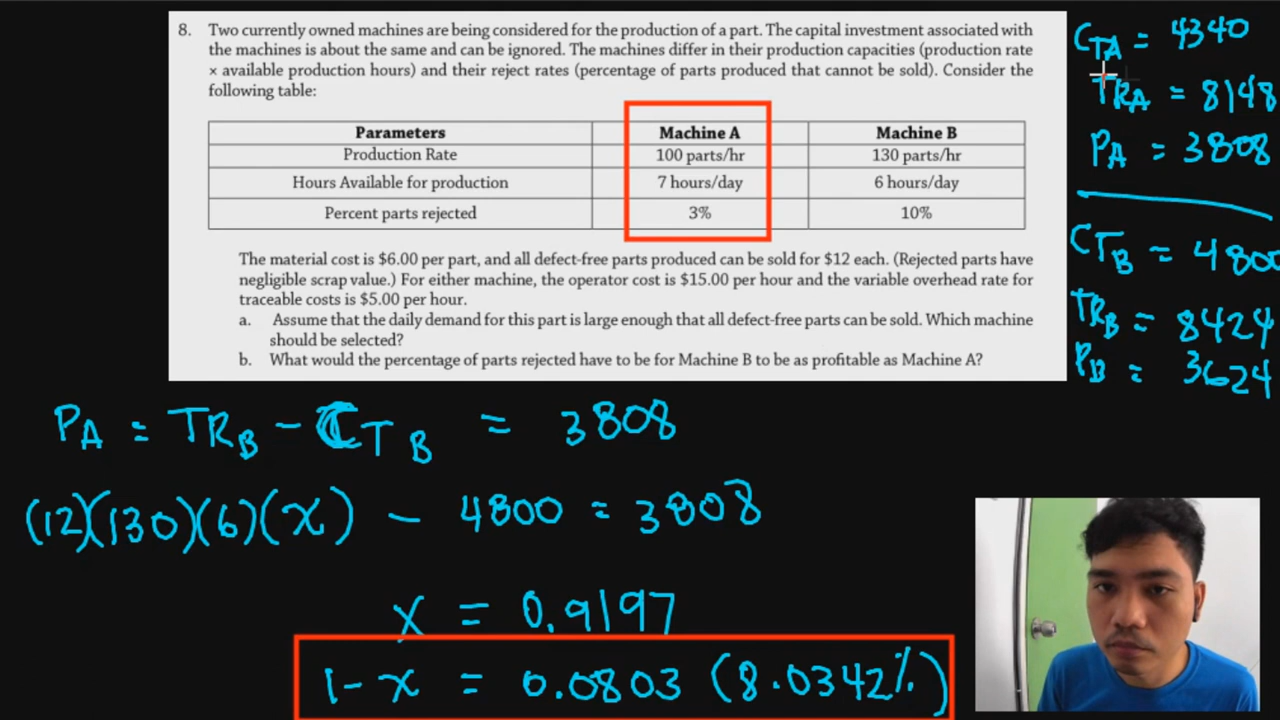 8. Two currently owned machines are being considered for the production of a part. The capital investment associated with
the machines is about the same and can be ignored. The machines differ in their production capacities (production rate
× available production hours) and their reject rates (percentage of parts produced that cannot be sold). Consider the
following table:
Parameters Machine A Machine B
Production Rate 100 parts/hr 130 parts/hr
Hours Available for production 7 hours/day 6 hours/day
Percent parts rejected 3% 10%
The material cost is $6.00 per part, and all defect-free parts produced can be sold for $12 each. (Rejected parts have
negligible scrap value.) For either machine, the operator cost is $15.00 per hour and the variable overhead rate for
traceable costs is $5.00 per hour.
a. Assume that the daily demand for this part is large enough that all defect-free parts can be sold. Which machine
should be selected?
b. What would the percentage of parts rejected have to be for Machine B to be as profitable as Machine A?
CTA = 4340
TRA = 8148
PA = 3808
CTB = 4800
TRB = 8424
PB = 3624
PA = TRB - CTB = 3808
(12)(130)(6)(x) - 4800 = 3808
x = 0.9197
1 - x = 0.0803 (8.0342%)